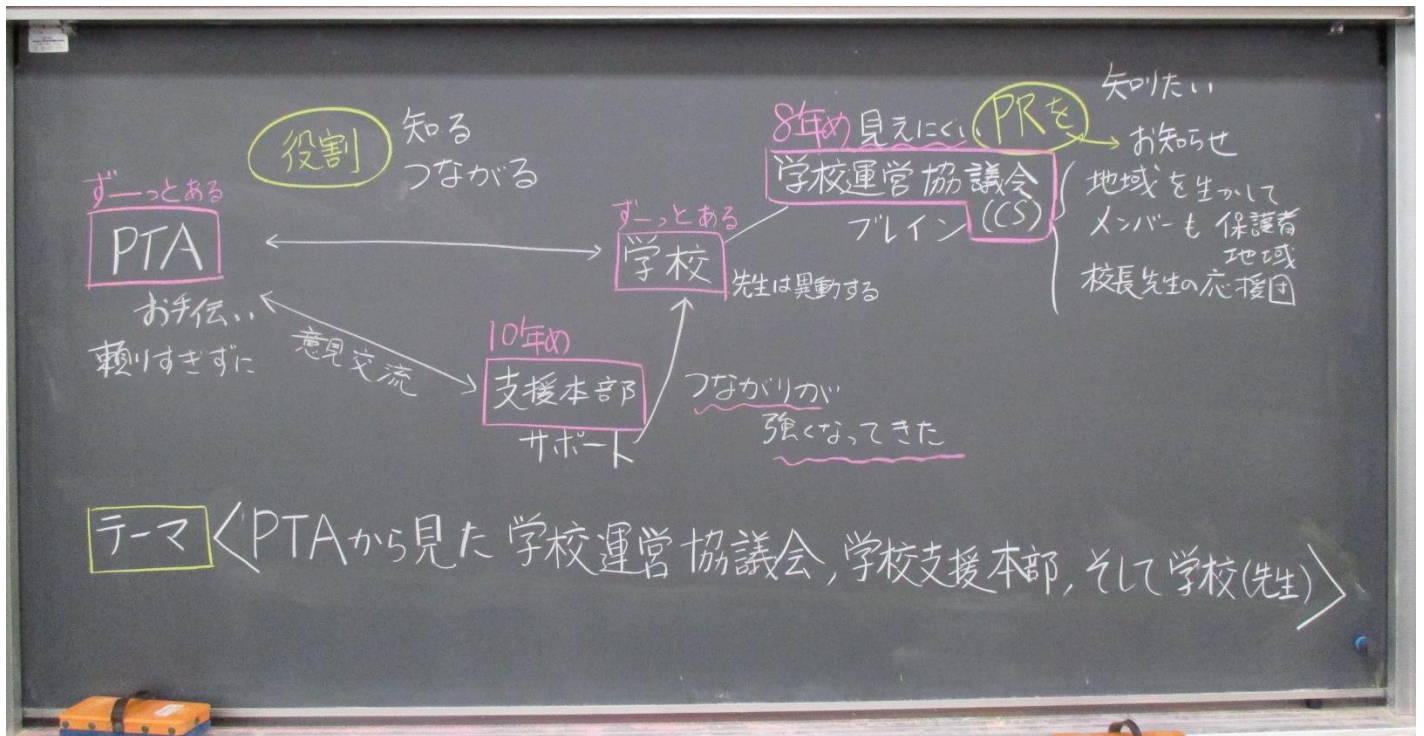 役割
知る
つながる
ずーっとある
PTA
お手伝い
頼りすぎずに
意見交流
10年め
支援本部
サポート
ずーっとある
学校
先生は異動する
つながりが
強くなってきた
8年め 見えにくい PRを
学校運営協議会
(CS)
ブレイン
知りたい
お知らせ
地域を生かして
メンバーも 保護者
地域
校長先生の応援団
テーマ 〈PTAから見た学校運営協議会,学校支援本部,そして学校(先生)〉